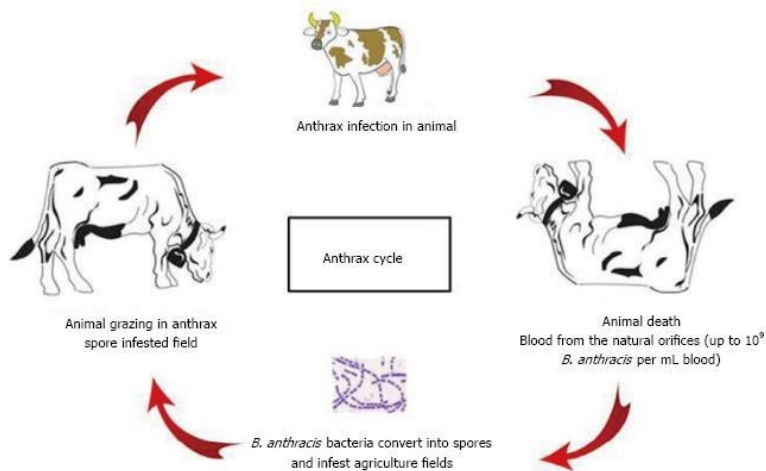 Anthrax infection in animal
Anthrax cycle
Animal grazing in anthrax
spore infested field
Animal death
Blood from the natural orifices (up to 10⁹
B. anthracis per mL blood)
B. anthracis bacteria convert into spores
and infest agriculture fields